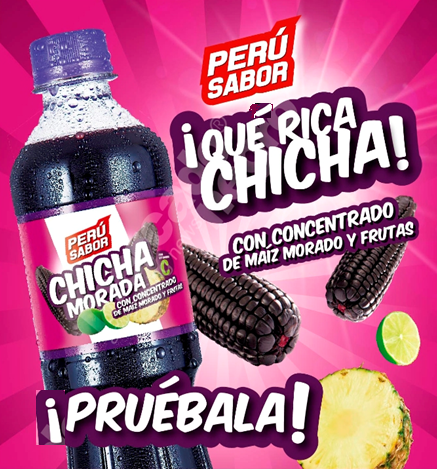 PERÚ
SABOR
¡QUÉ RICA
CHICHA!
CON CONCENTRADO
DE MAÍZ MORADO Y FRUTAS
PERÚ
SABOR
CHICHA
MORADA
CON CONCENTRADO
DE MAÍZ MORADO Y FRUTAS
¡PRUÉBALA!